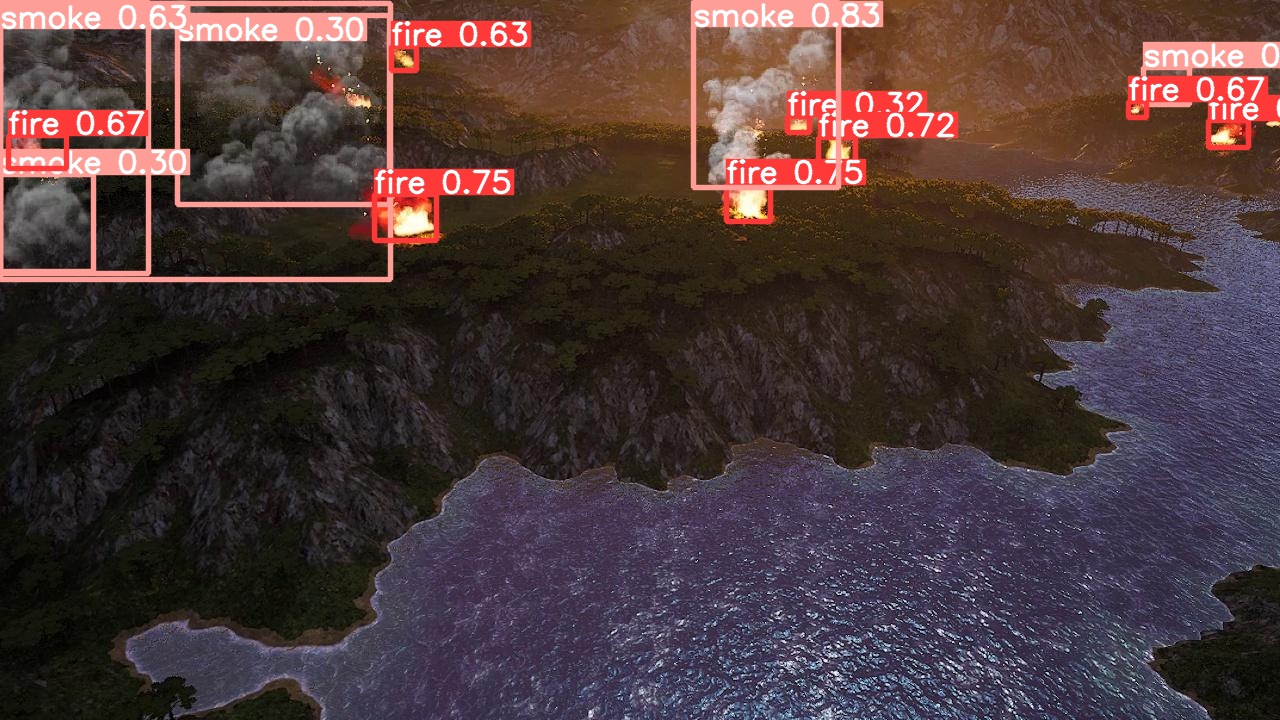 smoke 0.63
smoke 0.30
fire 0.63
smoke 0.83
smoke 0
fire 0.67
fire 0.32
fire
fire 0.67
fire 0.72
smoke 0.30
fire 0.75
fire 0.75